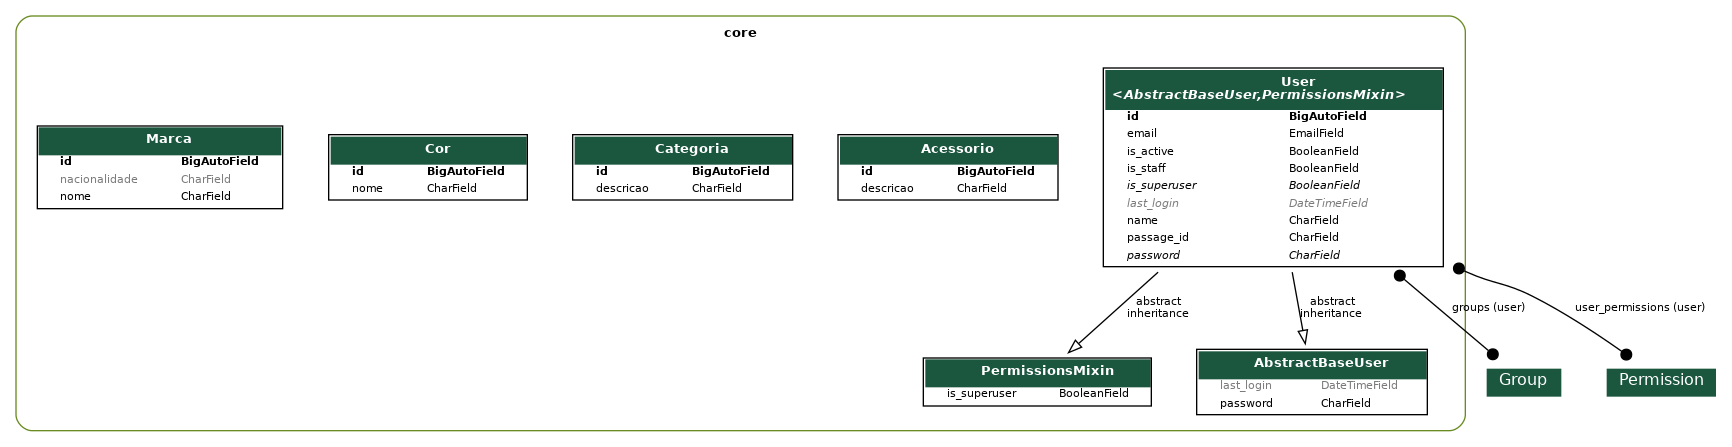 core
Marca
id BigAutoField
nacionalidade CharField
nome CharField
Cor
id BigAutoField
nome CharField
Categoria
id BigAutoField
descricao CharField
Acessorio
id BigAutoField
descricao CharField
User
<AbstractBaseUser,PermissionsMixin>
id BigAutoField
email EmailField
is_active BooleanField
is_staff BooleanField
is_superuser BooleanField
last_login DateTimeField
name CharField
passage_id CharField
password CharField
abstract
inheritance
abstract
inheritance
groups (user)
user_permissions (user)
PermissionsMixin
is_superuser BooleanField
AbstractBaseUser
last_login DateTimeField
password CharField
Group
Permission